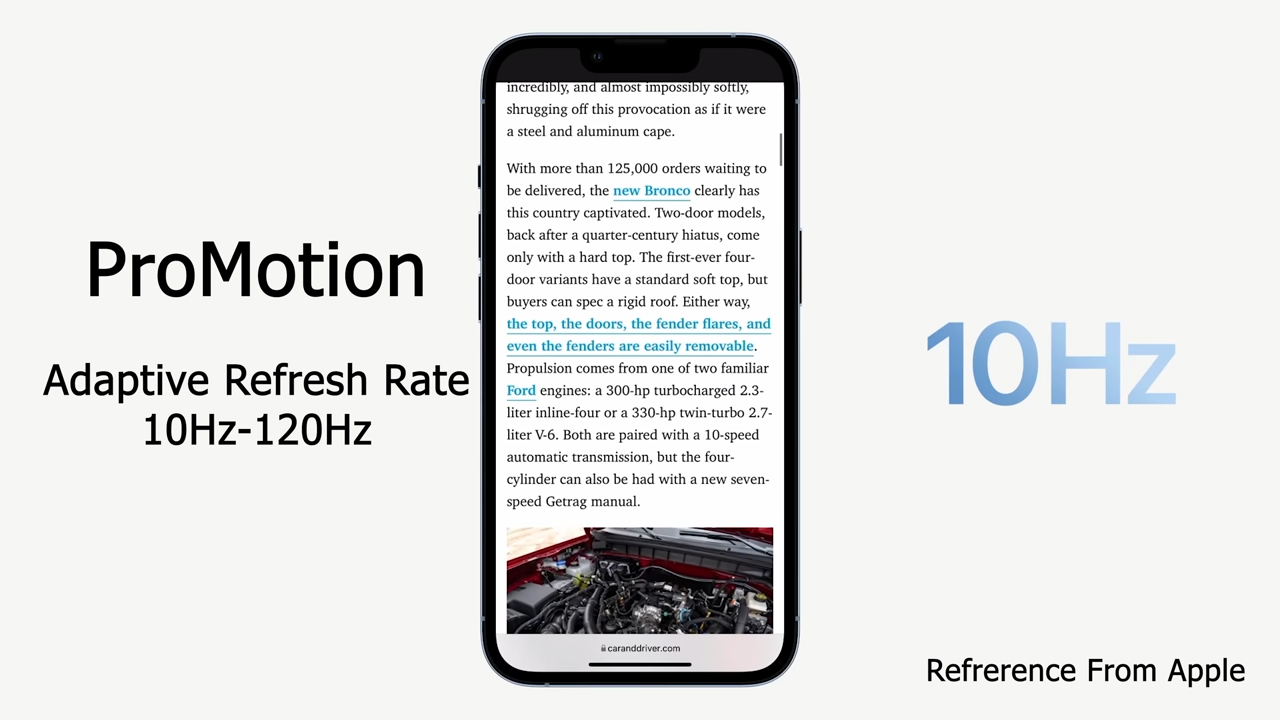 ProMotion
Adaptive Refresh Rate
10Hz-120Hz
incredibly, and almost impossibly softly,
shrugging off this provocation as if it were
a steel and aluminum cape.
With more than 125,000 orders waiting to
be delivered, the new Bronco clearly has
this country captivated. Two-door models,
back after a quarter-century hiatus, come
only with a hard top. The first-ever four-
door variants have a standard soft top, but
buyers can spec a rigid roof. Either way,
the top, the doors, the fender flares, and
even the fenders are easily removable.
Propulsion comes from one of two familiar
Ford engines: a 300-hp turbocharged 2.3-
liter inline-four or a 330-hp twin-turbo 2.7-
liter V-6. Both are paired with a 10-speed
automatic transmission, but the four-
cylinder can also be had with a new seven-
speed Getrag manual.
caranddriver.com
10Hz
Refrerence From Apple